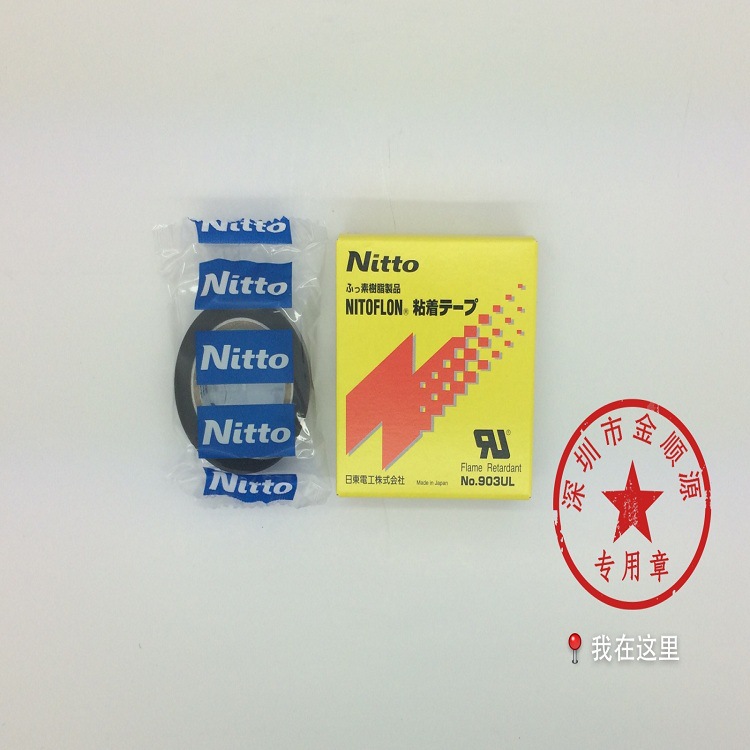 Nitto
Nitto
Nitto
Nitto
Nitto
Nitto
ふっ素樹脂製品
NITOFLON® 粘着テープ
RU®
Flame Retardant
No.903UL
日東電工株式会社
Made in Japan
深圳市金顺源
专用章
我在这里